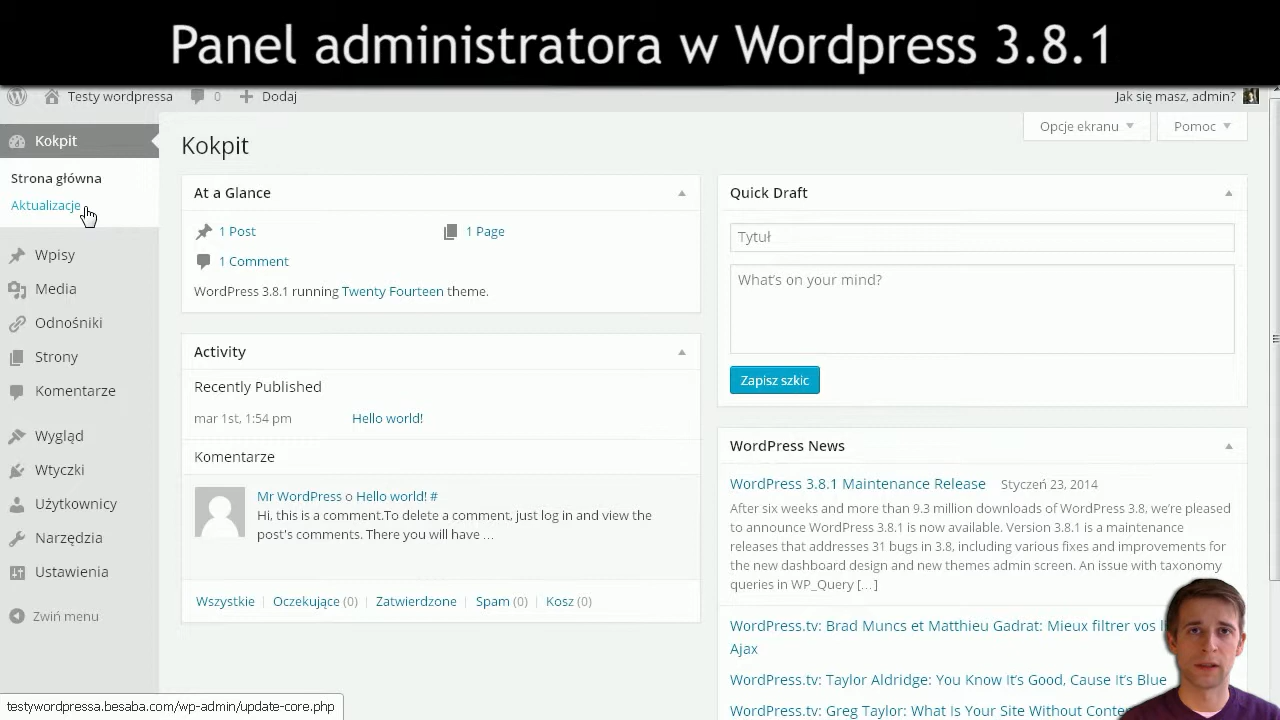 Panel administratora w Wordpress 3.8.1
Testy wordpressa 0 Dodaj
Jak się masz, admin?
Kokpit
Strona główna
Aktualizacje
Wpisy
Media
Odnośniki
Strony
Komentarze
Wygląd
Wtyczki
Użytkownicy
Narzędzia
Ustawienia
Zwiń menu
Kokpit
Opcje ekranu
Pomoc
At a Glance
1 Post
1 Page
1 Comment
WordPress 3.8.1 running Twenty Fourteen theme.
Activity
Recently Published
mar 1st, 1:54 pm Hello world!
Komentarze
Mr WordPress o Hello world! #
Hi, this is a comment.To delete a comment, just log in and view the
post's comments. There you will have …
Wszystkie | Oczekujące (0) | Zatwierdzone | Spam (0) | Kosz (0)
Quick Draft
Tytuł
What's on your mind?
Zapisz szkic
WordPress News
WordPress 3.8.1 Maintenance Release Styczeń 23, 2014
After six weeks and more than 9.3 million downloads of WordPress 3.8, we're pleased
to announce WordPress 3.8.1 is now available. Version 3.8.1 is a maintenance
releases that addresses 31 bugs in 3.8, including various fixes and improvements for
the new dashboard design and new themes admin screen. An issue with taxonomy
queries in WP_Query […]
WordPress.tv: Brad Muncs et Matthieu Gadrat: Mieux filtrer vos
Ajax
WordPress.tv: Taylor Aldridge: You Know It's Good, Cause It's Blue
WordPress.tv: Greg Taylor: What Is Your Site Without
testywordpressa.besaba.com/wp-admin/update-core.php